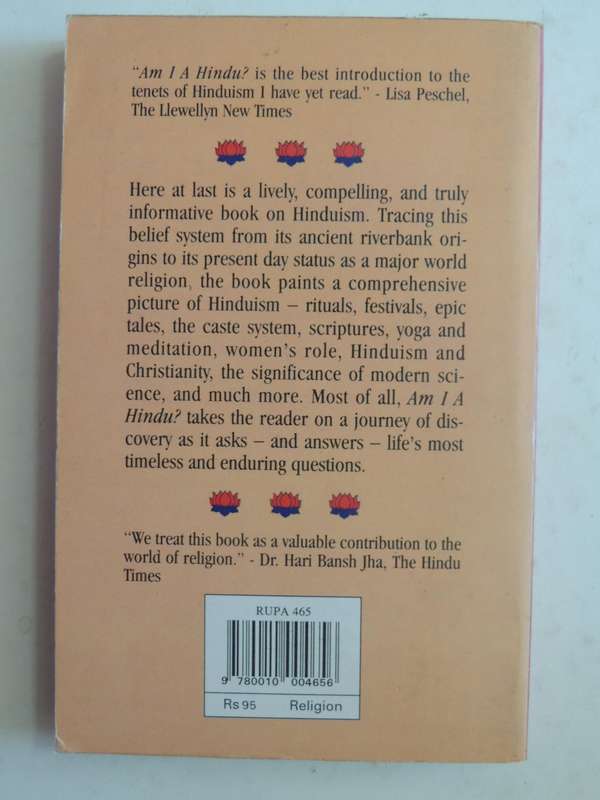 “Am I A Hindu? is the best introduction to the
tenets of Hinduism I have yet read.” - Lisa Peschel,
The Llewellyn New Times
Here at last is a lively, compelling, and truly
informative book on Hinduism. Tracing this
belief system from its ancient riverbank ori-
gins to its present day status as a major world
religion, the book paints a comprehensive
picture of Hinduism – rituals, festivals, epic
tales, the caste system, scriptures, yoga and
meditation, women's role, Hinduism and
Christianity, the significance of modern sci-
ence, and much more. Most of all, Am I A
Hindu? takes the reader on a journey of dis-
covery as it asks – and answers – life's most
timeless and enduring questions.
“We treat this book as a valuable contribution to the
world of religion.” - Dr. Hari Bansh Jha, The Hindu
Times
RUPA 465
9 780010 004656
Rs 95 Religion